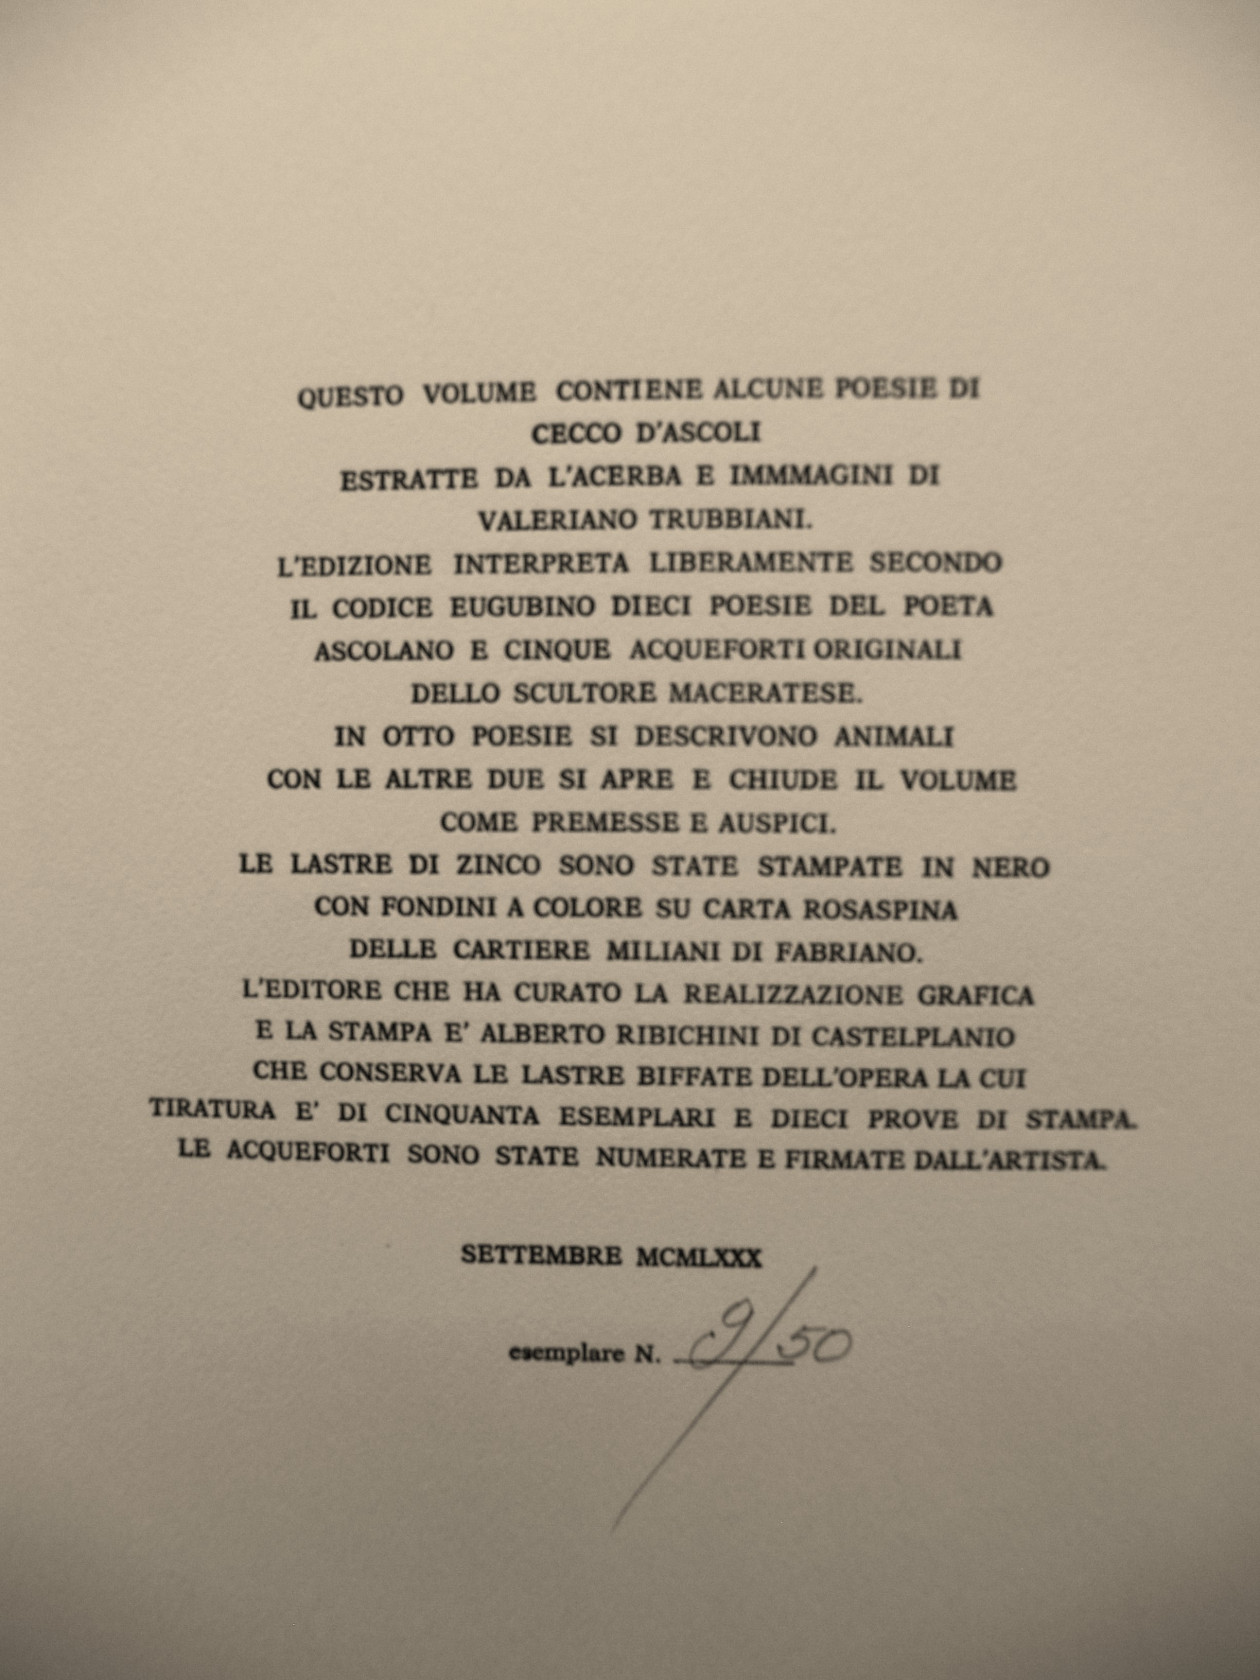 QUESTO VOLUME CONTIENE ALCUNE POESIE DI
CECCO D'ASCOLI
ESTRATTE DA L'ACERBA E IMMMAGINI DI
VALERIANO TRUBBIANI.
L'EDIZIONE INTERPRETA LIBERAMENTE SECONDO
IL CODICE EUGUBINO DIECI POESIE DEL POETA
ASCOLANO E CINQUE ACQUEFORTI ORIGINALI
DELLO SCULTORE MACERATESE.
IN OTTO POESIE SI DESCRIVONO ANIMALI
CON LE ALTRE DUE SI APRE E CHIUDE IL VOLUME
COME PREMESSE E AUSPICI.
LE LASTRE DI ZINCO SONO STATE STAMPATE IN NERO
CON FONDINI A COLORE SU CARTA ROSASPINA
DELLE CARTIERE MILIANI DI FABRIANO.
L'EDITORE CHE HA CURATO LA REALIZZAZIONE GRAFICA
E LA STAMPA E' ALBERTO RIBICHINI DI CASTELPLANIO
CHE CONSERVA LE LASTRE BIFFATE DELL'OPERA LA CUI
TIRATURA E' DI CINQUANTA ESEMPLARI E DIECI PROVE DI STAMPA.
LE ACQUEFORTI SONO STATE NUMERATE E FIRMATE DALL'ARTISTA.
SETTEMBRE MCMLXXX
esemplare N. 9/50